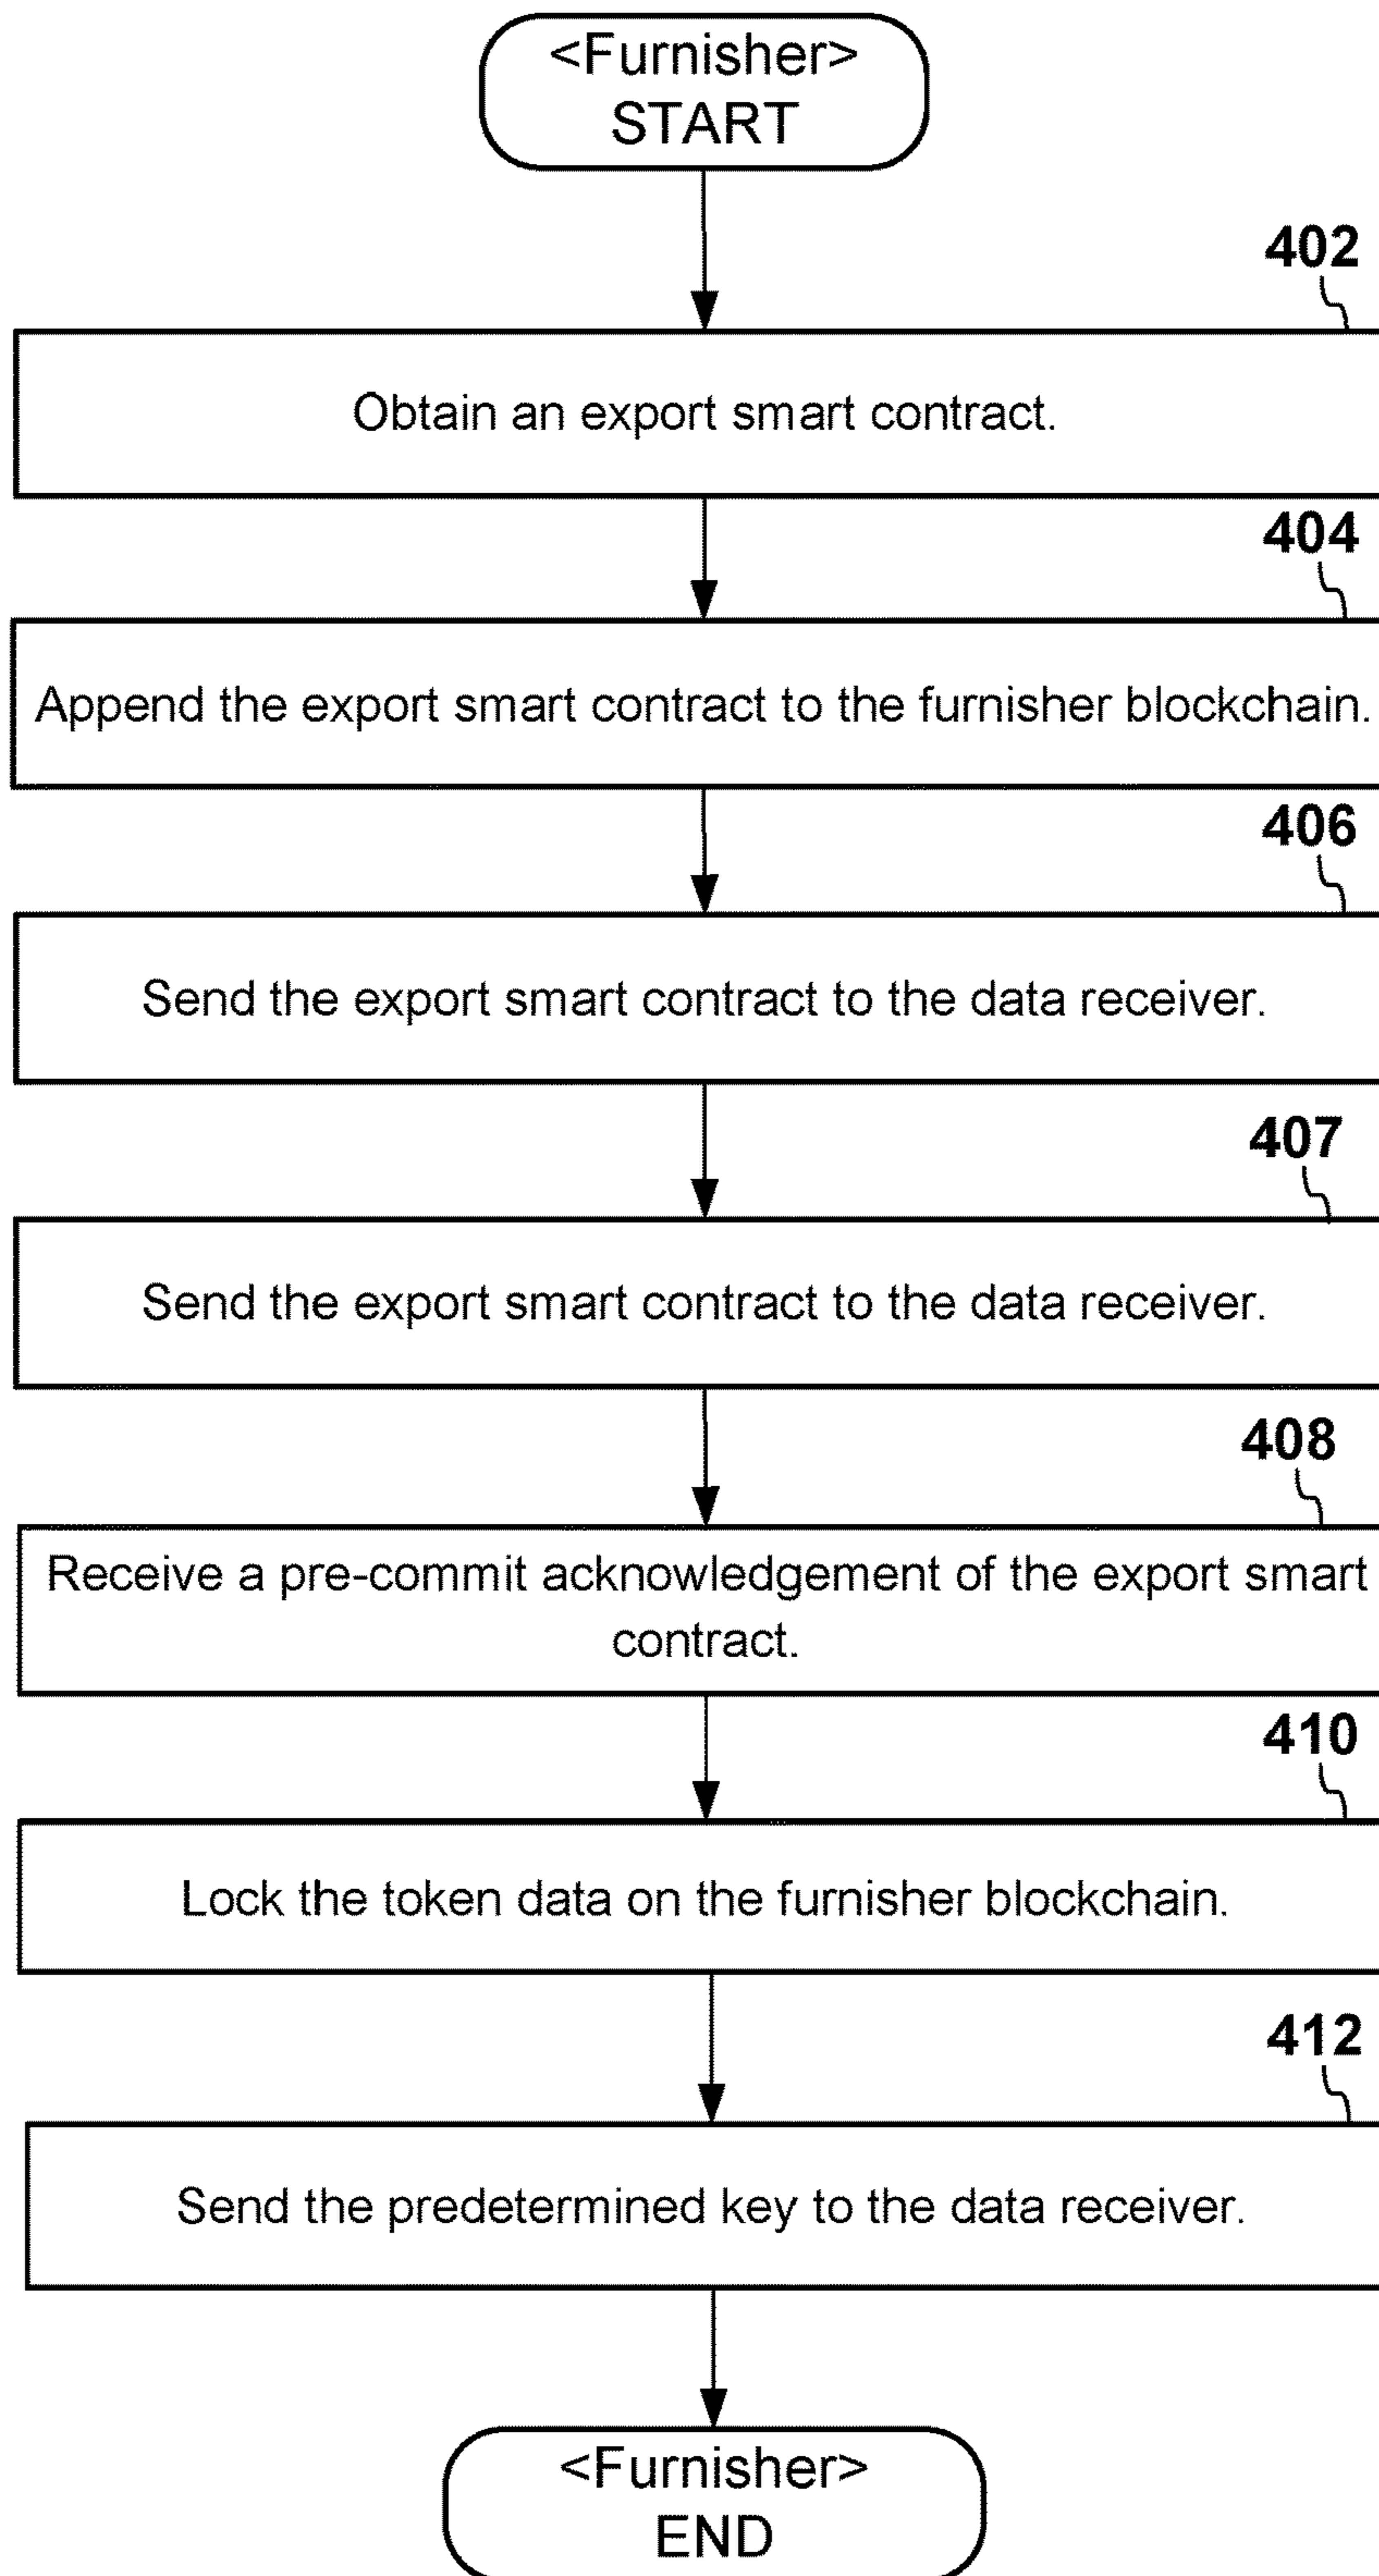 <Furnisher>
START
402
Obtain an export smart contract.
404
Append the export smart contract to the furnisher blockchain.
406
Send the export smart contract to the data receiver.
407
Send the export smart contract to the data receiver.
408
Receive a pre-commit acknowledgement of the export smart
contract.
410
Lock the token data on the furnisher blockchain.
412
Send the predetermined key to the data receiver.
<Furnisher>
END